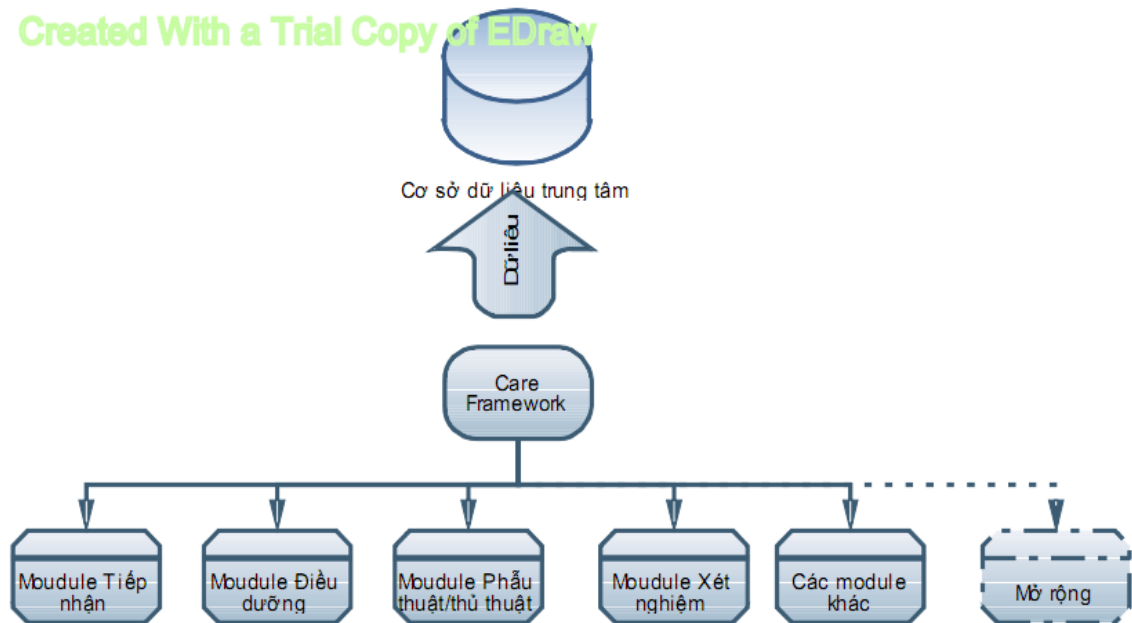 Created With a Trial Copy of EDraw
Cơ sở dữ liệu trung tâm
Dữ liệu
Care
Framework
Moudule Tiếp
nhận
Moudule Điều
dưỡng
Moudule Phẫu
thuật/thủ thuật
Moudule Xét
nghiệm
Các module
khác
Mở rộng